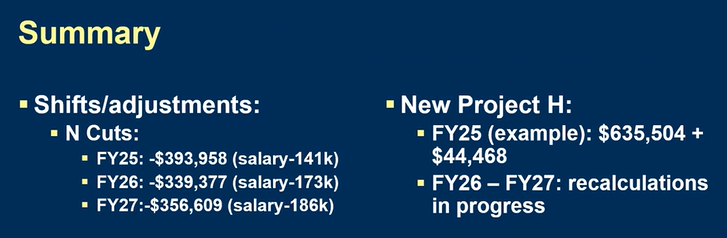 Summary
Shifts/adjustments:
N Cuts:
FY25: -$393,958 (salary-141k)
FY26: -$339,377 (salary-173k)
FY27:-$356,609 (salary-186k)
New Project H:
FY25 (example): $635,504 +
$44,468
FY26 – FY27: recalculations
in progress